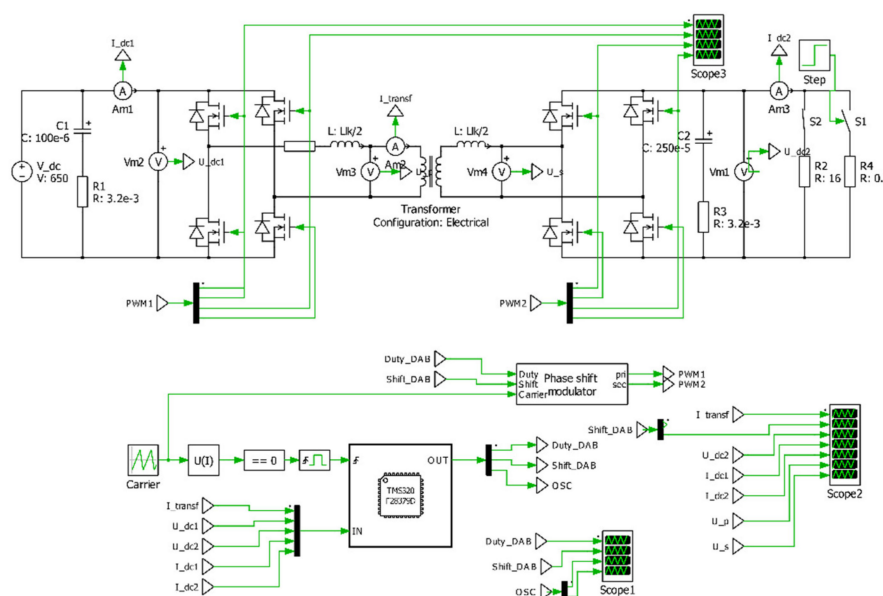 I_dc1
A
Am1
C1
C: 100e-6
V_dc
V: 650
R1
R: 3.2e-3
Vm2
V
U_dc1
L: Llk/2
I_transf
A
Am2
Vm3
V
L: Llk/2
Vm4
V
U_s
Transformer
Configuration: Electrical
Scope3
I_dc2
A
Am3
Step
C2
C: 250e-5
R3
R: 3.2e-3
Vm1
V
U_dc2
S2
S1
R2
R: 16
R4
R: 0.
PWM1
PWM2
Duty_DAB
Shift_DAB
Duty
Shift
Carrier
Phase shift
modulator
pri
sec
PWM1
PWM2
Carrier
U(I)
== 0
OUT
IN
TMS320
F28379D
Duty_DAB
Shift_DAB
OSC
I_transf
U_dc1
U_dc2
I_dc1
I_dc2
Duty_DAB
Shift_DAB
OSC
Scope1
I_transf
Shift_DAB
U_dc2
I_dc1
I_dc2
U_p
U_s
Scope2